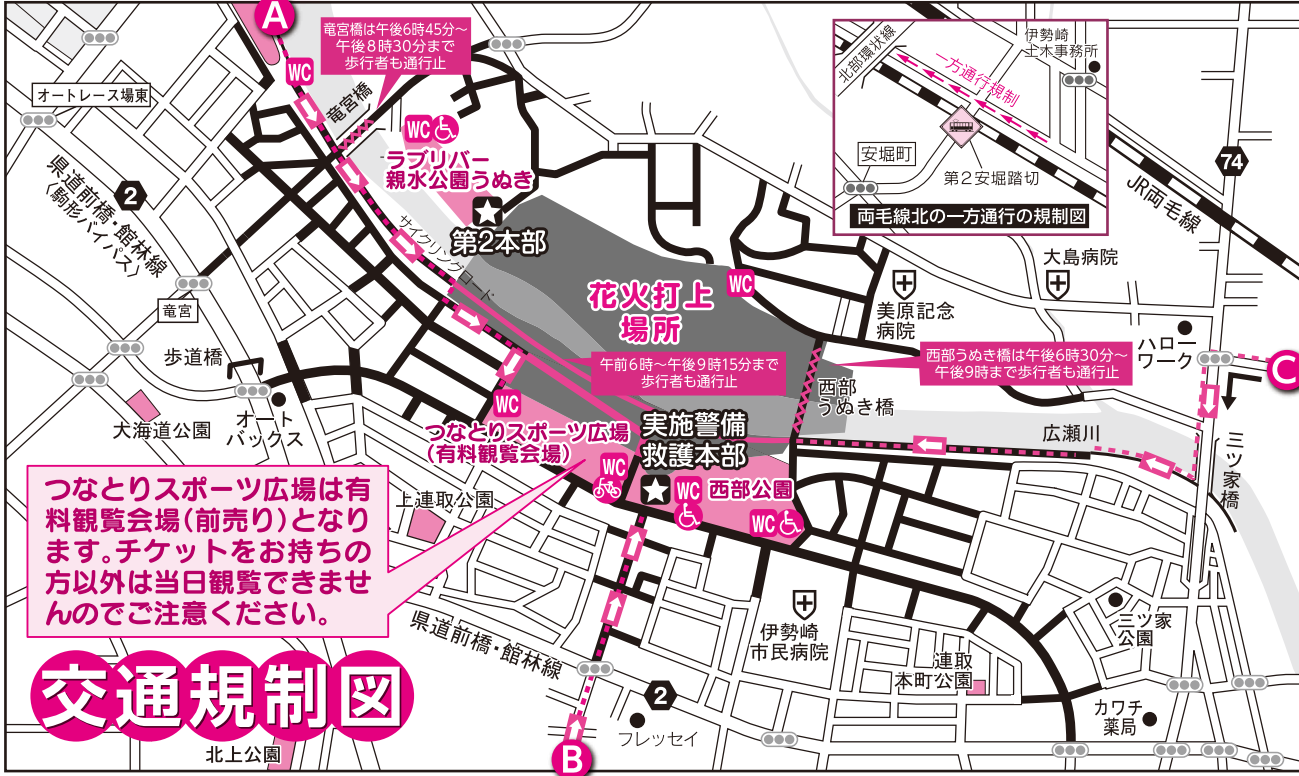 A
竜宮橋は午後6時45分〜
午後8時30分まで
歩行者も通行止
WC
オートレース場東
竜宮橋
WC
ラブリバー
親水公園うぬき
県道前橋・館林線
〈駒形バイパス〉
2
サイクリングロード
第2本部
北部環状線
伊勢崎
土木事務所
一方通行規制
安堀町
第2安堀踏切
両毛線北の一方通行の規制図
74
JR両毛線
大島病院
美原記念
病院
WC
花火打上
場所
竜宮
歩道橋
午前6時〜午後9時15分まで
歩行者も通行止
西部うぬき橋は午後6時30分〜
午後9時まで歩行者も通行止
ハロー
ワーク
C
西部
うぬき橋
大海道公園
オート
バックス
WC
つなとりスポーツ広場
(有料観覧会場)
実施警備
救護本部
広瀬川
三ツ家橋
WC
WC
西部公園
WC
上連取公園
つなとりスポーツ広場は有
料観覧会場(前売り)となり
ます。チケットをお持ちの
方以外は当日観覧できませ
んのでご注意ください。
県道前橋・館林線
伊勢崎
市民病院
三ツ家
公園
連取
本町公園
2
フレッセイ
カワチ
薬局
交通規制図
北上公園
B